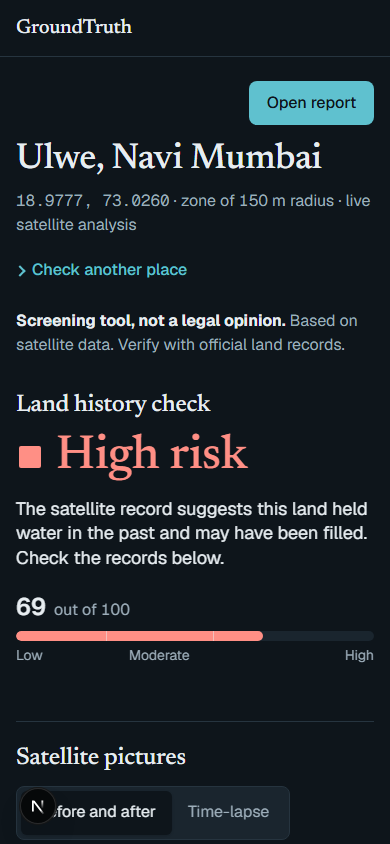 GroundTruth
Open report
Ulwe, Navi Mumbai
18.9777, 73.0260 · zone of 150 m radius · live
satellite analysis
Check another place
Screening tool, not a legal opinion. Based on
satellite data. Verify with official land records.
Land history check
High risk
The satellite record suggests this land held
water in the past and may have been filled.
Check the records below.
69 out of 100
Low Moderate High
Satellite pictures
N fore and after Time-lapse